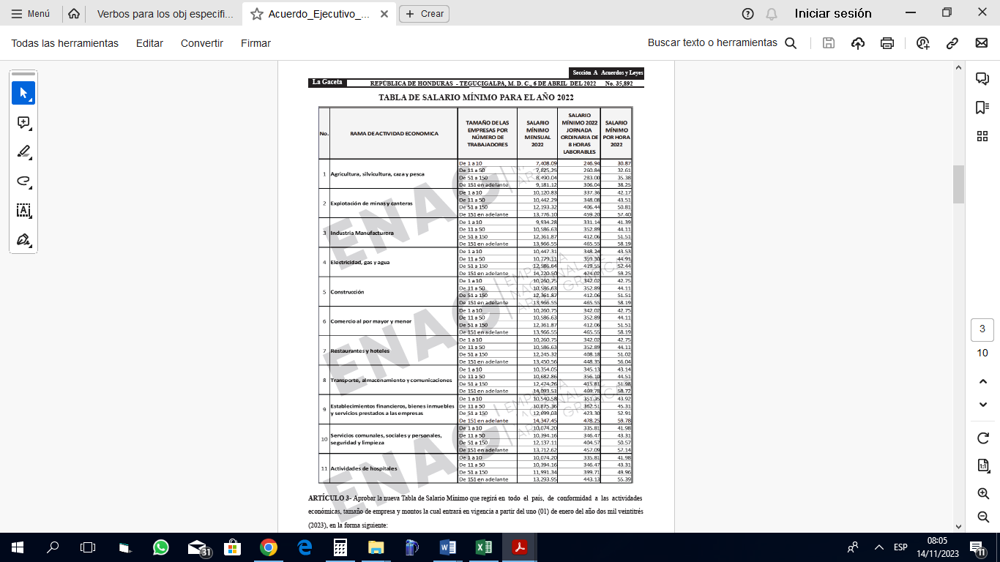 Menú
Verbos para los obj especifi...
Acuerdo_Ejecutivo_...
Crear
Iniciar sesión
Todas las herramientas
Editar
Convertir
Firmar
Buscar texto o herramientas
Sección A Acuerdos y Leyes
La Gaceta
REPÚBLICA DE HONDURAS - TEGUCIGALPA, M. D. C., 6 DE ABRIL DEL 2022 No. 35,892
TABLA DE SALARIO MÍNIMO PARA EL AÑO 2022
No. RAMA DE ACTIVIDAD ECONOMICA TAMAÑO DE LAS EMPRESAS POR NÚMERO DE TRABAJADORES SALARIO MÍNIMO MENSUAL 2022 SALARIO MÍNIMO 2022 JORNADA ORDINARIA DE 8 HORAS LABORABLES SALARIO MÍNIMO POR HORA 2022
1 Agricultura, silvicultura, caza y pesca
De 1 a 10 7,408.09 246.94 30.87
De 11 a 50 7,825.25 260.84 32.61
De 51 a 150 8,490.04 283.00 35.38
De 151 en adelante 9,181.12 306.04 38.25
2 Explotación de minas y canteras
De 1 a 10 10,120.83 337.36 42.17
De 11 a 50 10,442.29 348.08 43.51
De 51 a 150 12,193.32 406.44 50.81
De 151 en adelante 13,776.10 459.20 57.40
3 Industria Manufacturera
De 1 a 10 9,934.28 331.14 41.39
De 11 a 50 10,586.63 352.89 44.11
De 51 a 150 12,361.87 412.06 51.51
De 151 en adelante 13,966.55 465.55 58.19
4 Electricidad, gas y agua
De 1 a 10 10,447.31 348.24 43.53
De 11 a 50 10,779.11 359.30 44.91
De 51 a 150 12,586.64 419.55 52.44
De 151 en adelante 14,220.50 474.02 59.25
5 Construcción
De 1 a 10 10,260.75 342.02 42.75
De 11 a 50 10,586.63 352.89 44.11
De 51 a 150 12,361.87 412.06 51.51
De 151 en adelante 13,966.55 465.55 58.19
6 Comercio al por mayor y menor
De 1 a 10 10,260.75 342.02 42.75
De 11 a 50 10,586.63 352.89 44.11
De 51 a 150 12,361.87 412.06 51.51
De 151 en adelante 13,966.55 465.55 58.19
7 Restaurantes y hoteles
De 1 a 10 10,260.75 342.02 42.75
De 11 a 50 10,586.63 352.89 44.11
De 51 a 150 12,245.32 408.18 51.02
De 151 en adelante 13,450.56 448.35 56.04
8 Transporte, almacenamiento y comunicaciones
De 1 a 10 10,354.05 345.13 43.14
De 11 a 50 10,682.86 356.10 44.51
De 51 a 150 12,474.26 415.81 51.98
De 151 en adelante 14,093.51 469.78 58.72
9 Establecimientos financieros, bienes inmuebles
y servicios prestados a las empresas
De 1 a 10 10,540.58 351.35 43.92
De 11 a 50 10,875.36 362.51 45.31
De 51 a 150 12,699.03 423.30 52.91
De 151 en adelante 14,347.45 478.25 59.78
10 Servicios comunales, sociales y personales,
seguridad y limpieza
De 1 a 10 10,074.20 335.81 41.98
De 11 a 50 10,394.16 346.47 43.31
De 51 a 150 12,137.11 404.57 50.57
De 151 en adelante 13,712.62 457.09 57.14
11 Actividades de hospitales
De 1 a 10 10,074.20 335.81 41.98
De 11 a 50 10,394.16 346.47 43.31
De 51 a 150 11,991.34 399.71 49.96
De 151 en adelante 13,293.95 443.13 55.39
ENAG
ENAG
ENAG
ARTÍCULO 3- Aprobar la nueva Tabla de Salario Mínimo que regirá en todo el país, de conformidad a las actividades
económicas, tamaño de empresa y montos la cual entrará en vigencia a partir del uno (01) de enero del año dos mil veintitrés
(2023), en la forma siguiente:
3
10
31
ESP
08:05
14/11/2023
11